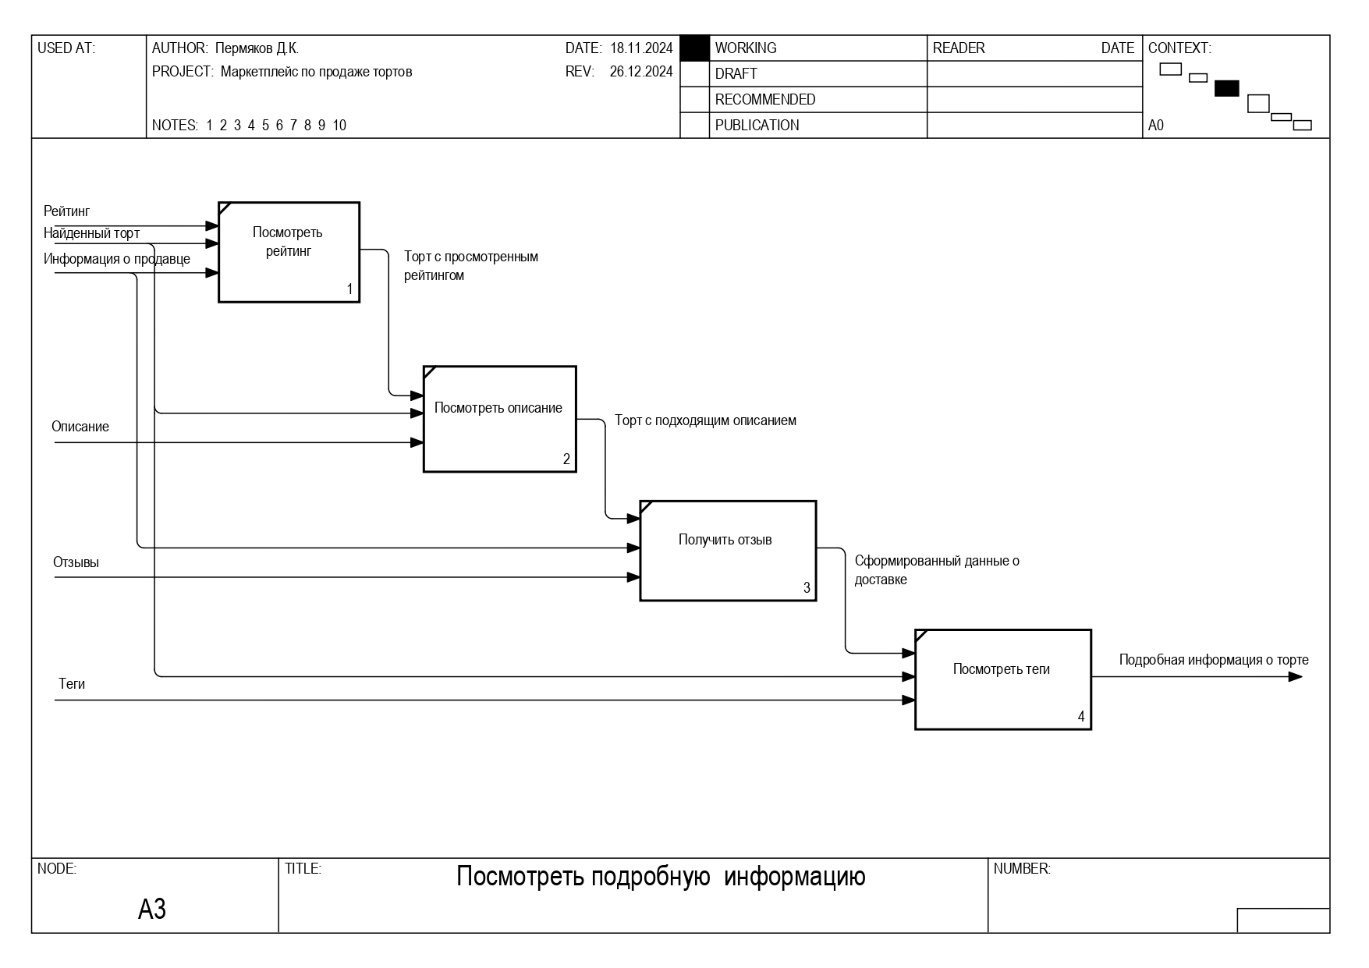 USED AT:
AUTHOR: Пермяков Д.К.
DATE: 18.11.2024
PROJECT: Маркетплейс по продаже тортов
REV: 26.12.2024
NOTES: 1 2 3 4 5 6 7 8 9 10
WORKING
DRAFT
RECOMMENDED
PUBLICATION
READER DATE
CONTEXT:
A0
Рейтинг
Найденный торт
Информация о продавце
Посмотреть
рейтинг
1
Торт с просмотренным
рейтингом
Описание
Посмотреть описание
2
Торт с подходящим описанием
Отзывы
Получить отзыв
3
Сформированный данные о
доставке
Теги
Посмотреть теги
4
Подробная информация о торте
NODE:
A3
TITLE:
Посмотреть подробную информацию
NUMBER: